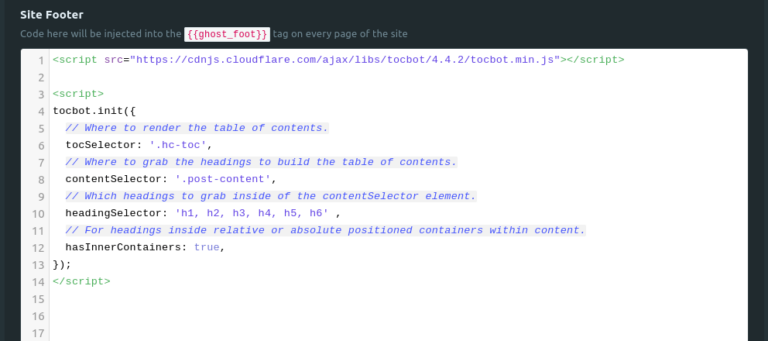 Site Footer
Code here will be injected into the {{ghost_foot}} tag on every page of the site
1 <script src="https://cdnjs.cloudflare.com/ajax/libs/tocbot/4.4.2/tocbot.min.js"></script>
2
3 <script>
4 tocbot.init({
5 // Where to render the table of contents.
6 tocSelector: '.hc-toc',
7 // Where to grab the headings to build the table of contents.
8 contentSelector: '.post-content',
9 // Which headings to grab inside of the contentSelector element.
10 headingSelector: 'h1, h2, h3, h4, h5, h6' ,
11 // For headings inside relative or absolute positioned containers within content.
12 hasInnerContainers: true,
13 });
14 </script>
15
16
17